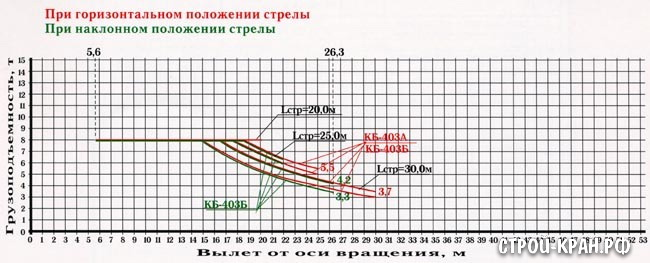 При горизонтальном положении стрелы
При наклонном положении стрелы
5,6
26,3
Грузоподъемность, т
15
14
13
12
11
10
9
8
7
6
5
4
3
2
1
0
Lстр=20,0м
Lстр=25,0м
КБ-403А
КБ-403Б
Lстр=30,0м
5,5
4,2
3,7
3,3
КБ-403Б
0 1 2 3 4 5 6 7 8 9 10 11 12 13 14 15 16 17 18 19 20 21 22 23 24 25 26 27 28 29 30 31 32 33 34 35 36 37 38 39 40 41 42 43 44 45 46 47 48 49 50 51 52 53
Вылет от оси вращения, м
СТРОЙ-КРАН.РФ